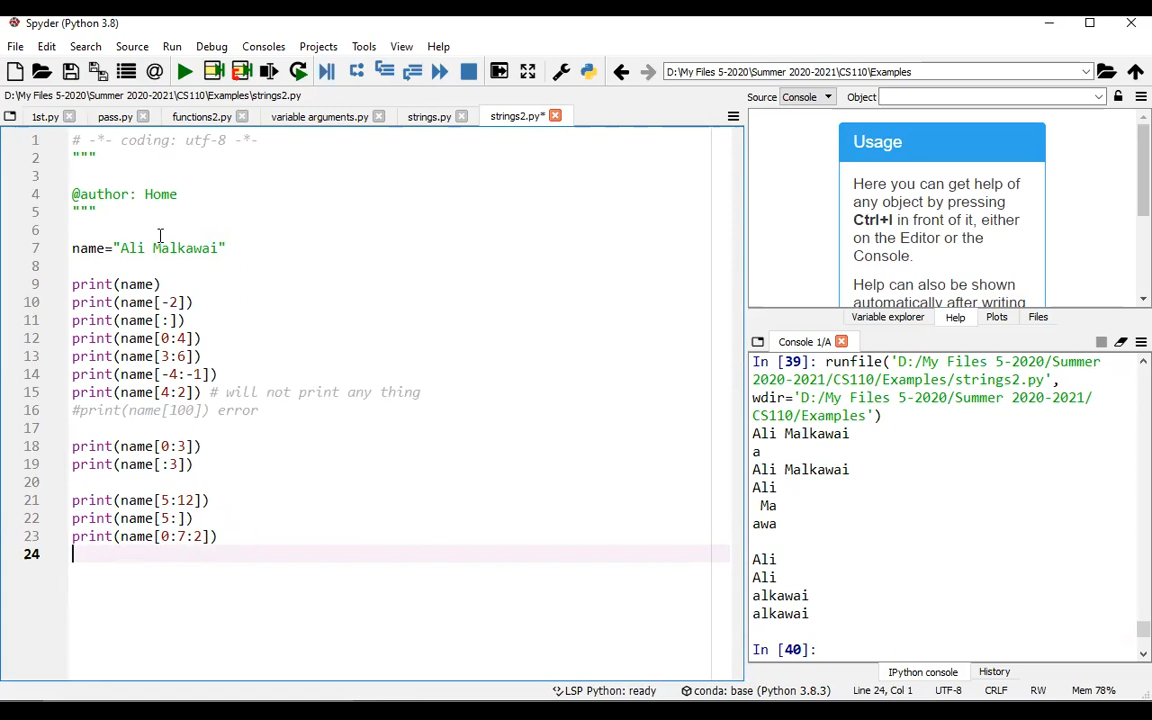 Spyder (Python 3.8)
File Edit Search Source Run Debug Consoles Projects Tools View Help
D:\My Files 5-2020\Summer 2020-2021\CS110\Examples
D:\My Files 5-2020\Summer 2020-2021\CS110\Examples\strings2.py
1st.py pass.py functions2.py variable arguments.py strings.py strings2.py*
1 # -*- coding: utf-8 -*-
2 """
3
4 @author: Home
5 """
6
7 name="Ali Malkawai"
8
9 print(name)
10 print(name[-2])
11 print(name[:])
12 print(name[0:4])
13 print(name[3:6])
14 print(name[-4:-1])
15 print(name[4:2]) # will not print any thing
16 #print(name[100]) error
17
18 print(name[0:3])
19 print(name[:3])
20
21 print(name[5:12])
22 print(name[5:])
23 print(name[0:7:2])
24
Source Console Object
Usage
Here you can get help of
any object by pressing
Ctrl+I in front of it, either
on the Editor or the
Console.
Help can also be shown
automatically after writing
Variable explorer Help Plots Files
Console 1/A
In [39]: runfile('D:/My Files 5-2020/Summer
2020-2021/CS110/Examples/strings2.py',
wdir='D:/My Files 5-2020/Summer 2020-2021/
CS110/Examples')
Ali Malkawai
a
Ali Malkawai
Ali
Ma
awa
Ali
Ali
alkawai
alkawai
In [40]:
IPython console History
LSP Python: ready conda: base (Python 3.8.3) Line 24, Col 1 UTF-8 CRLF RW Mem 78%